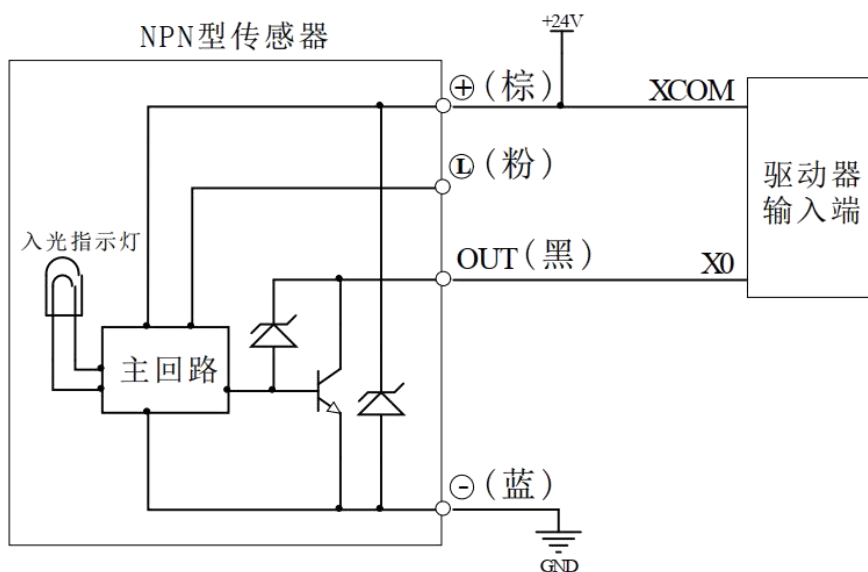 NPN型传感器
+24V
⊕(棕)
XCOM
Ⓛ(粉)
驱动器
输入端
入光指示灯
OUT(黑)
X0
主回路
⊖(蓝)
GND